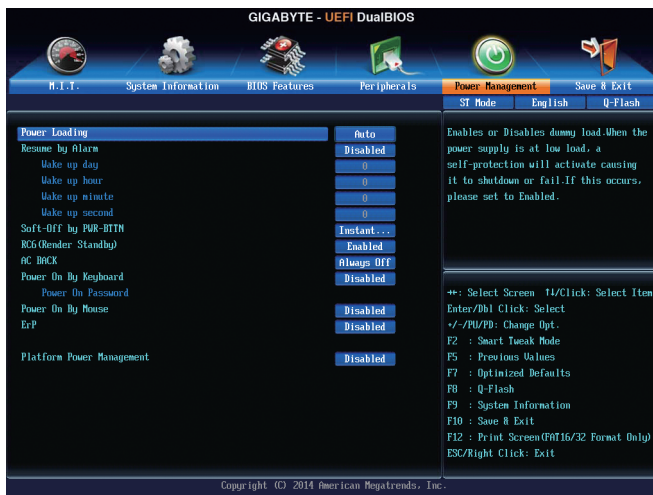 GIGABYTE - UEFI DualBIOS
M.I.T. System Information BIOS Features Peripherals Power Management Save & Exit
ST Mode English Q-Flash
Power Loading Auto
Resume by Alarm Disabled
Wake up day 0
Wake up hour 0
Wake up minute 0
Wake up second 0
Soft-Off by PWR-BTTN Instant...
RC6(Render Standby) Enabled
AC BACK Always Off
Power On By Keyboard Disabled
Power On Password
Power On By Mouse Disabled
ErP Disabled
Platform Power Management Disabled
Enables or Disables dummy load.When the
power supply is at low load, a
self-protection will activate causing
it to shutdown or fail.If this occurs,
please set to Enabled.
→←: Select Screen ↑↓/Click: Select Item
Enter/Dbl Click: Select
+/-/PU/PD: Change Opt.
F2 : Smart Tweak Mode
F5 : Previous Values
F7 : Optimized Defaults
F8 : Q-Flash
F9 : System Information
F10 : Save & Exit
F12 : Print Screen(FAT16/32 Format Only)
ESC/Right Click: Exit
Copyright (C) 2014 American Megatrends, Inc.